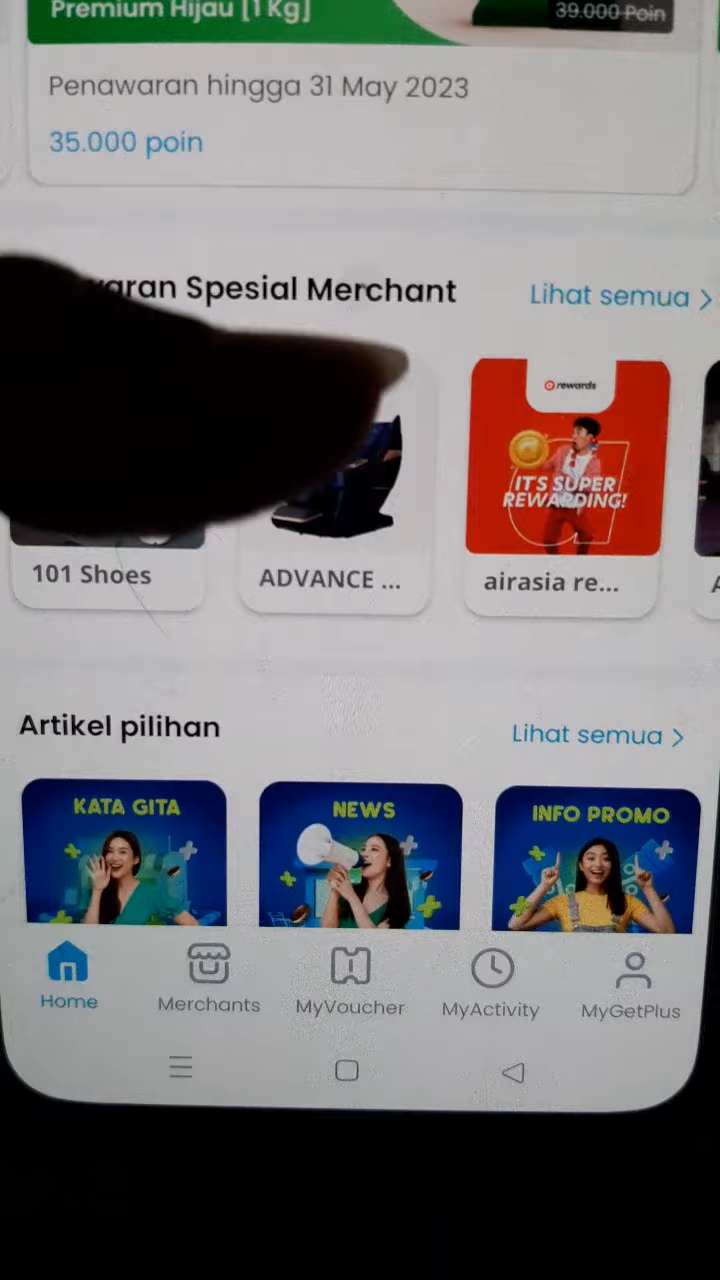 Premium Hijau [1 Kg]
39.000 Poin
Penawaran hingga 31 May 2023
35.000 poin
Spesial Merchant
Lihat semua >
rewards
IT'S SUPER
REWARDING!
101 Shoes
ADVANCE ...
airasia re...
Artikel pilihan
Lihat semua >
KATA GITA
NEWS
INFO PROMO
Home
Merchants
MyVoucher
MyActivity
MyGetPlus